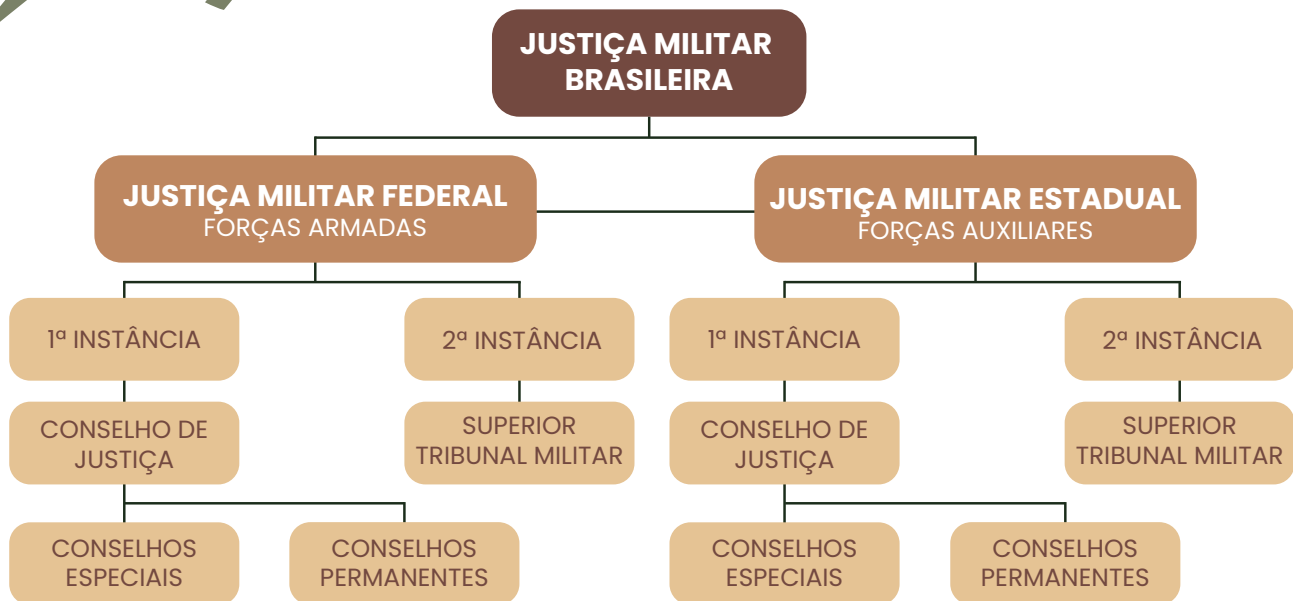 JUSTIÇA MILITAR
BRASILEIRA
JUSTIÇA MILITAR FEDERAL
FORÇAS ARMADAS
JUSTIÇA MILITAR ESTADUAL
FORÇAS AUXILIARES
1ª INSTÂNCIA
2ª INSTÂNCIA
1ª INSTÂNCIA
2ª INSTÂNCIA
CONSELHO DE
JUSTIÇA
SUPERIOR
TRIBUNAL MILITAR
CONSELHO DE
JUSTIÇA
SUPERIOR
TRIBUNAL MILITAR
CONSELHOS
ESPECIAIS
CONSELHOS
PERMANENTES
CONSELHOS
ESPECIAIS
CONSELHOS
PERMANENTES